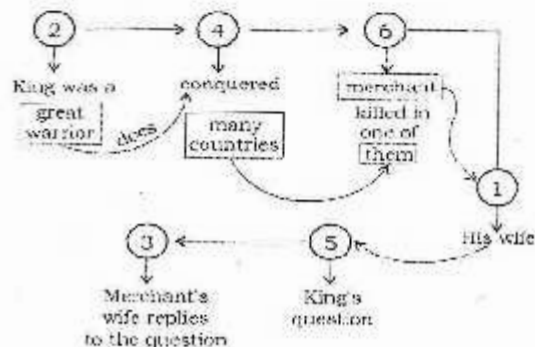 2 4 6
King was a conquered merchant
great warrior does many countries killed in one of them
1
His wife
3 5
Merchant's King's
wife replies question
to the question